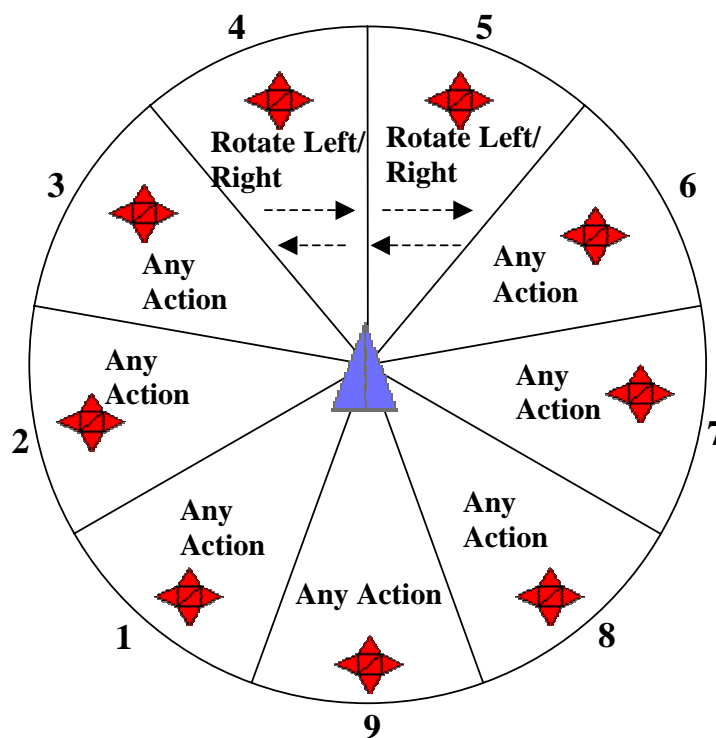 4
5
Rotate Left/
Right
Rotate Left/
Right
3
6
Any
Action
Any
Action
Any
Action
Any
Action
2
7
Any
Action
Any
Action
Any Action
1
8
9